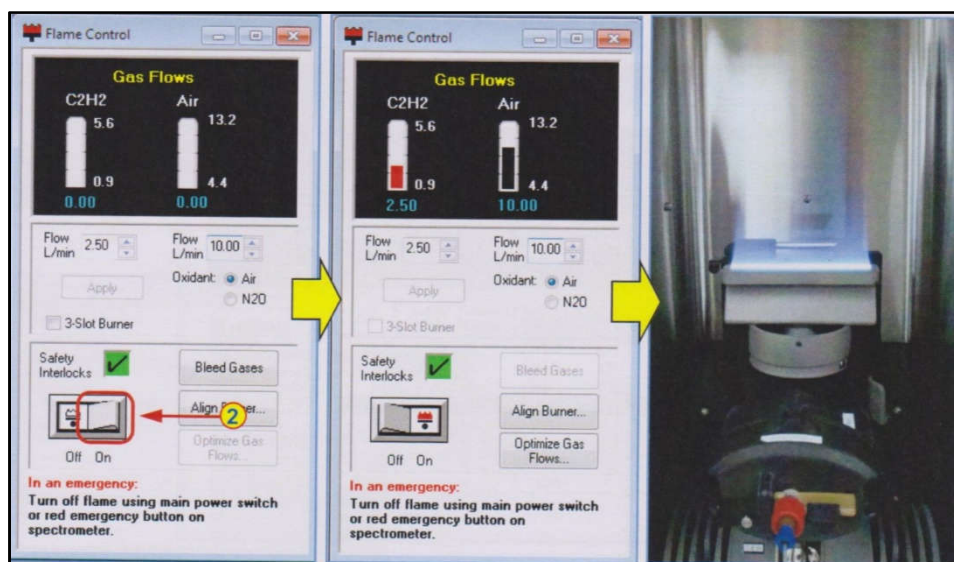 Flame Control
Gas Flows
C2H2 Air
5.6 13.2
0.9 4.4
0.00 0.00
Flow L/min 2.50
Flow L/min 10.00
Apply
Oxidant: Air
N2O
3-Slot Burner
Safety Interlocks
Bleed Gases
Align Burner...
2
Optimize Gas Flows...
Off On
In an emergency:
Turn off flame using main power switch
or red emergency button on
spectrometer.
Flame Control
Gas Flows
C2H2 Air
5.6 13.2
0.9 4.4
2.50 10.00
Flow L/min 2.50
Flow L/min 10.00
Apply
Oxidant: Air
N2O
3-Slot Burner
Safety Interlocks
Bleed Gases
Align Burner...
Optimize Gas Flows...
Off On
In an emergency:
Turn off flame using main power switch
or red emergency button on
spectrometer.